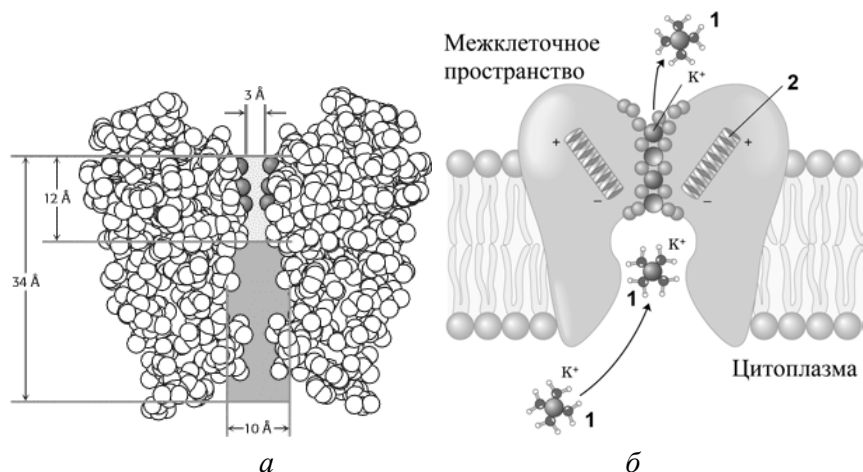 3 Å
12 Å
34 Å
10 Å
а
Межклеточное
пространство
1
K⁺
2
+
+
–
–
K⁺
1
K⁺
1
Цитоплазма
б